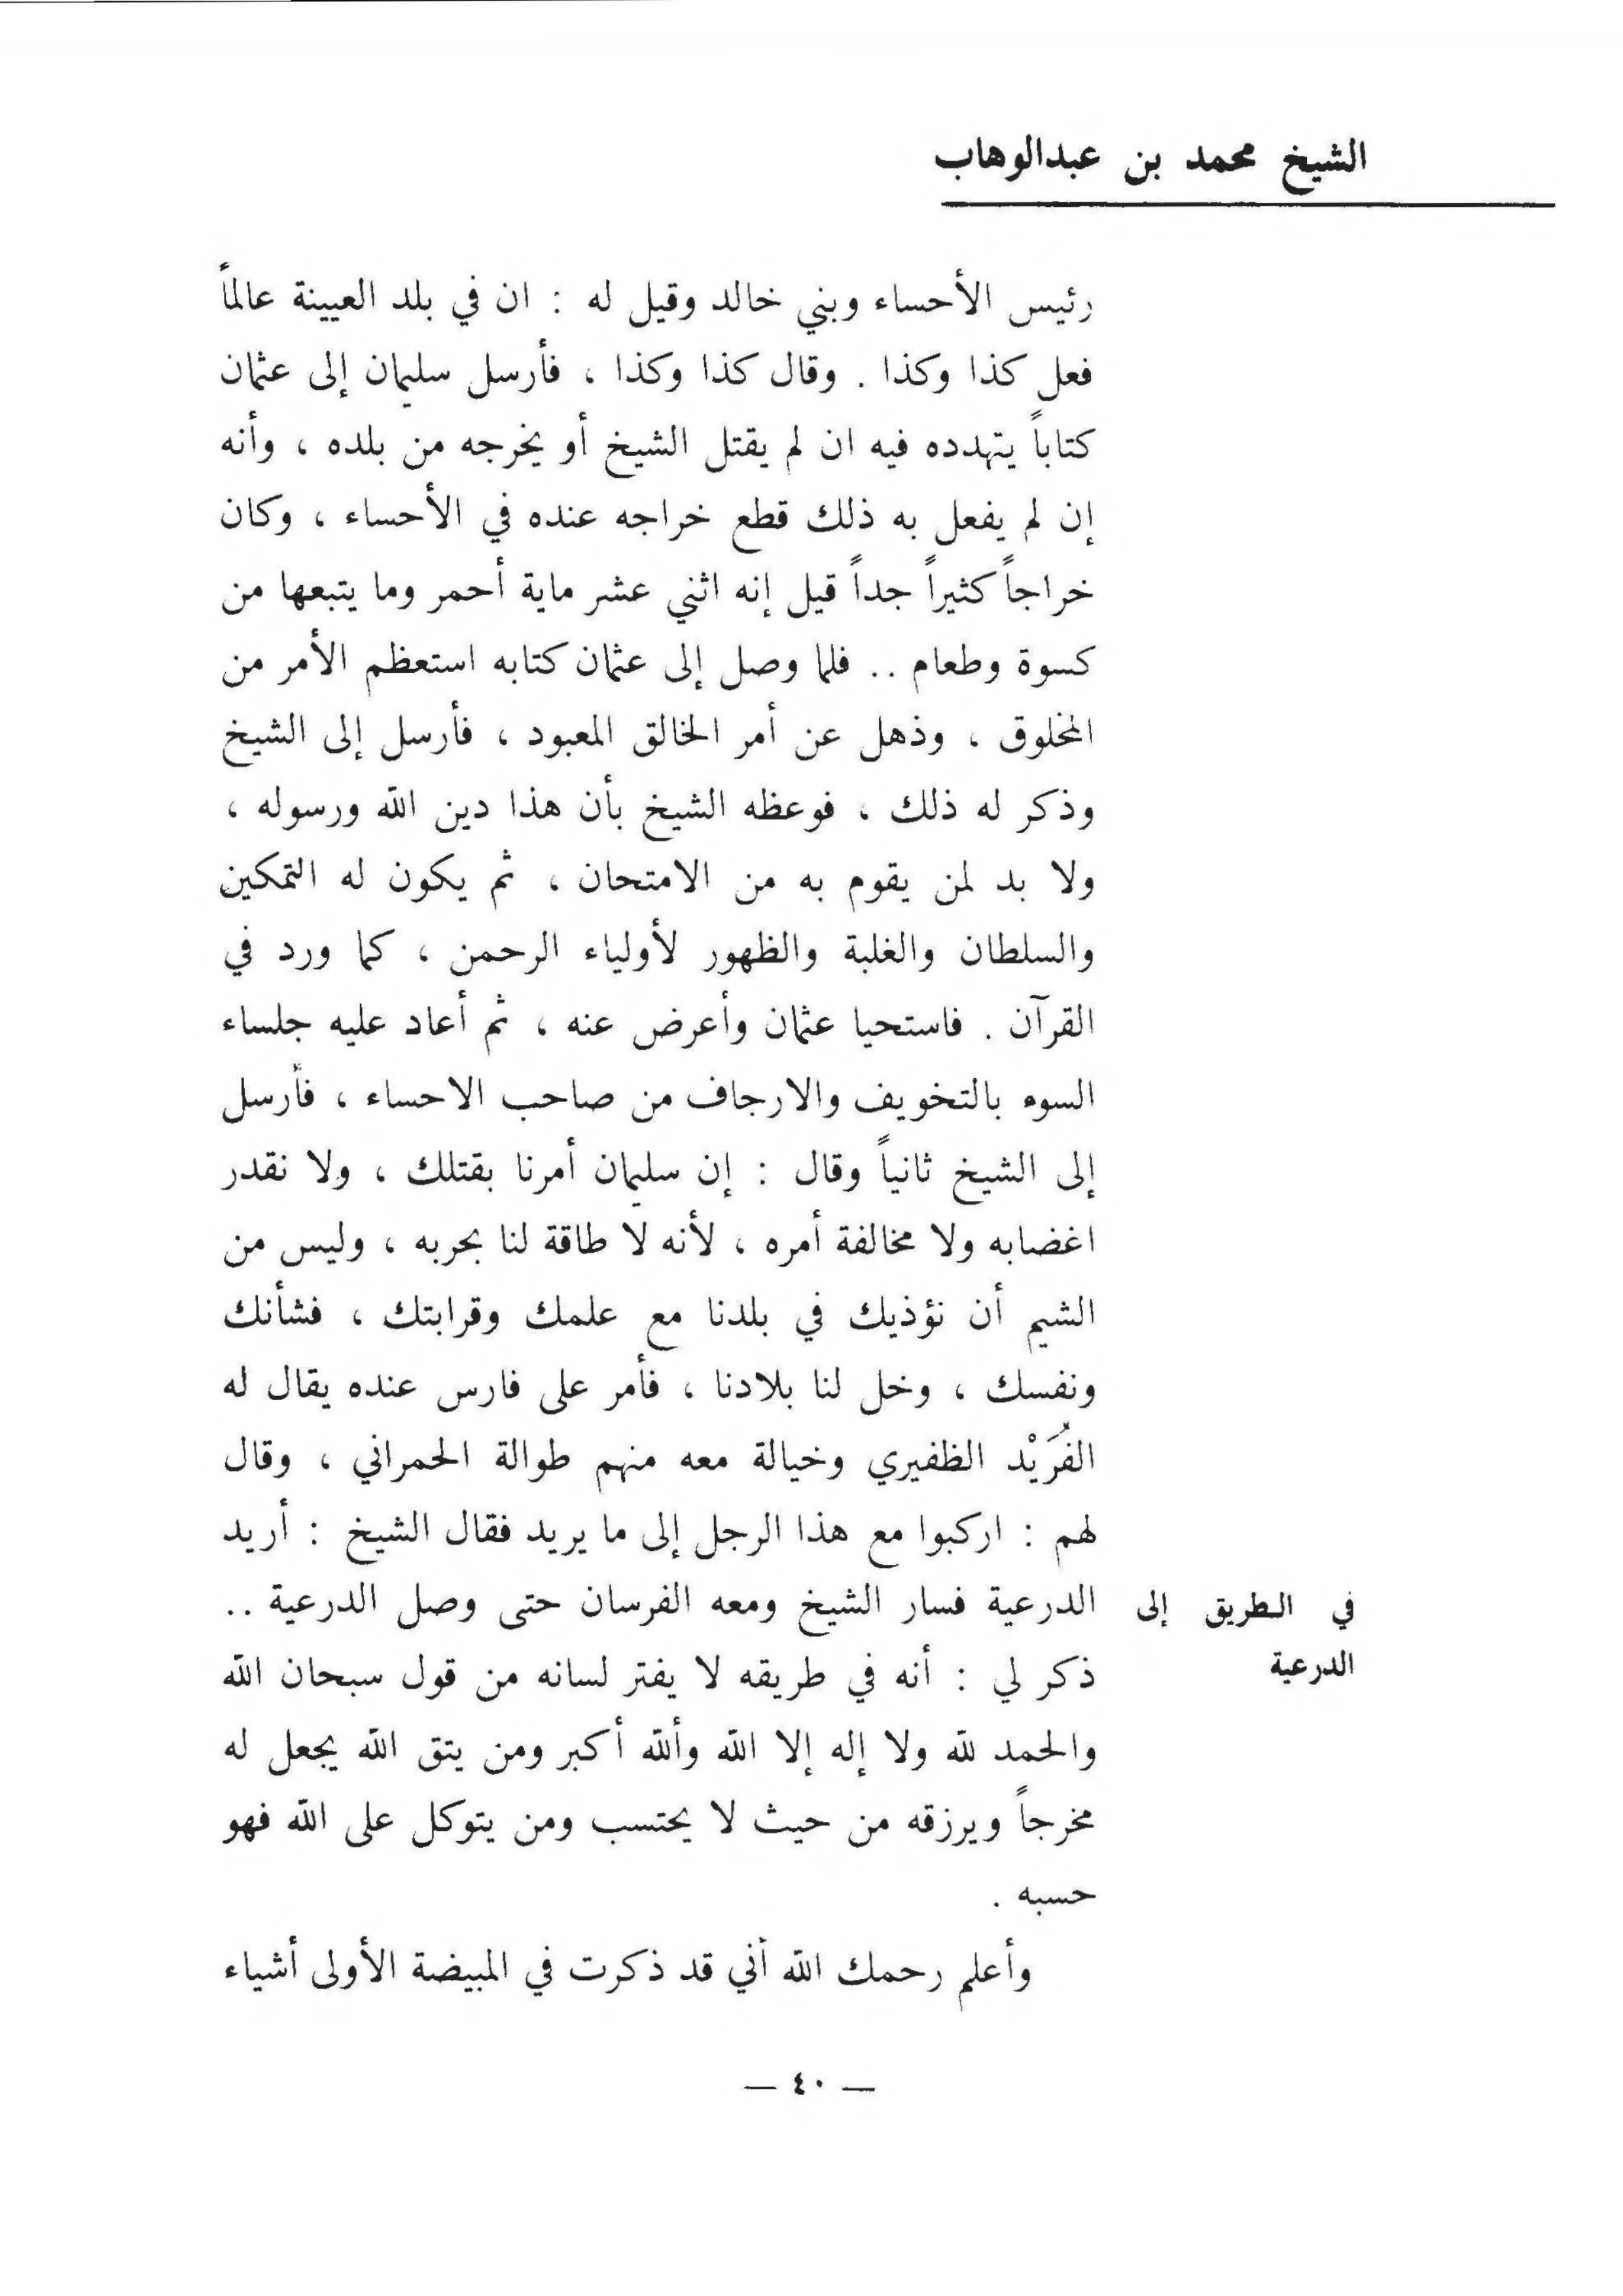 الشيخ محمد بن عبدالوهاب
رئيس الأحساء وبني خالد وقيل له : ان في بلد العيينة عالماً
فعل كذا وكذا . وقال كذا وكذا ، فأرسل سليمان إلى عثمان
كتاباً يتهدده فيه ان لم يقتل الشيخ أو يخرجه من بلده ، وأنه
إن لم يفعل به ذلك قطع خراجه عنده في الأحساء ، وكان
خراجاً كثيراً جداً قيل إنه اثني عشر ماية أحمر وما يتبعها من
كسوة وطعام .. فلما وصل إلى عثمان كتابه استعظم الأمر من
المخلوق ، وذهل عن أمر الخالق المعبود ، فأرسل إلى الشيخ
وذكر له ذلك ، فوعظه الشيخ بأن هذا دين الله ورسوله ،
ولا بد لمن يقوم به من الامتحان ، ثم يكون له التمكين
والسلطان والغلبة والظهور لأولياء الرحمن ، كما ورد في
القرآن . فاستحيا عثمان وأعرض عنه ، ثم أعاد عليه جلساء
السوء بالتخويف والارجاف من صاحب الاحساء ، فأرسل
إلى الشيخ ثانياً وقال : إن سليمان أمرنا بقتلك ، ولا نقدر
اغضابه ولا مخالفة أمره ، لأنه لا طاقة لنا بحربه ، وليس من
الشيم أن نؤذيك في بلدنا مع علمك وقرابتك ، فشأنك
ونفسك ، وخل لنا بلادنا ، فأمر على فارس عنده يقال له
الفُرَيْد الظفيري وخيالة معه منهم طوالة الحمراني ، وقال
لهم : اركبوا مع هذا الرجل إلى ما يريد فقال الشيخ : أريد
الدرعية فسار الشيخ ومعه الفرسان حتى وصل الدرعية ..
في الطريق إلى
الدرعية
ذكر لي : أنه في طريقه لا يفتر لسانه من قول سبحان الله
والحمد لله ولا إله إلا الله وألله أكبر ومن يتق الله يجعل له
مخرجاً ويرزقه من حيث لا يحتسب ومن يتوكل على الله فهو
حسبه .
وأعلم رحمك الله أني قد ذكرت في المبيضة الأولى أشياء
— ٤٠ —